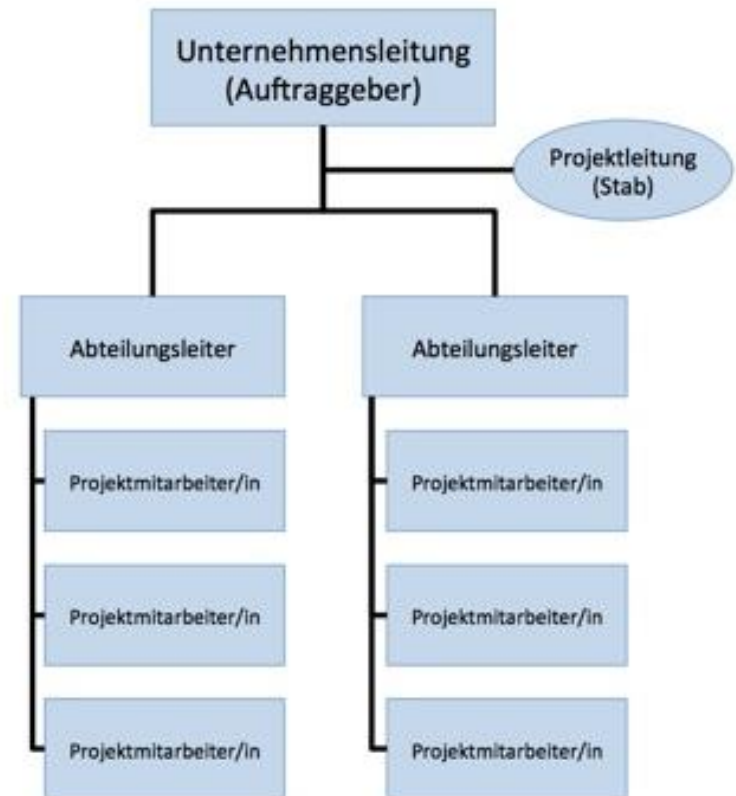 Unternehmensleitung
(Auftraggeber)
Projektleitung
(Stab)
Abteilungsleiter
Abteilungsleiter
Projektmitarbeiter/in
Projektmitarbeiter/in
Projektmitarbeiter/in
Projektmitarbeiter/in
Projektmitarbeiter/in
Projektmitarbeiter/in